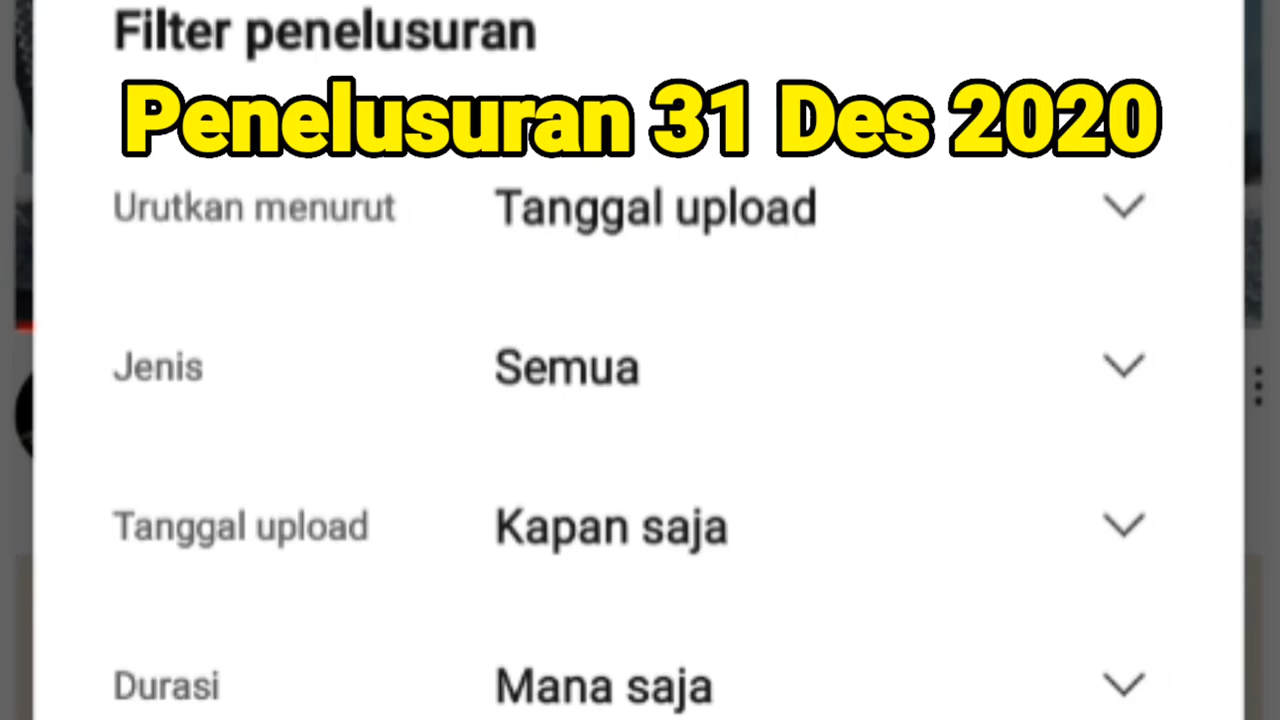 Filter penelusuran
Penelusuran 31 Des 2020
Urutkan menurut Tanggal upload
Jenis Semua
Tanggal upload Kapan saja
Durasi Mana saja